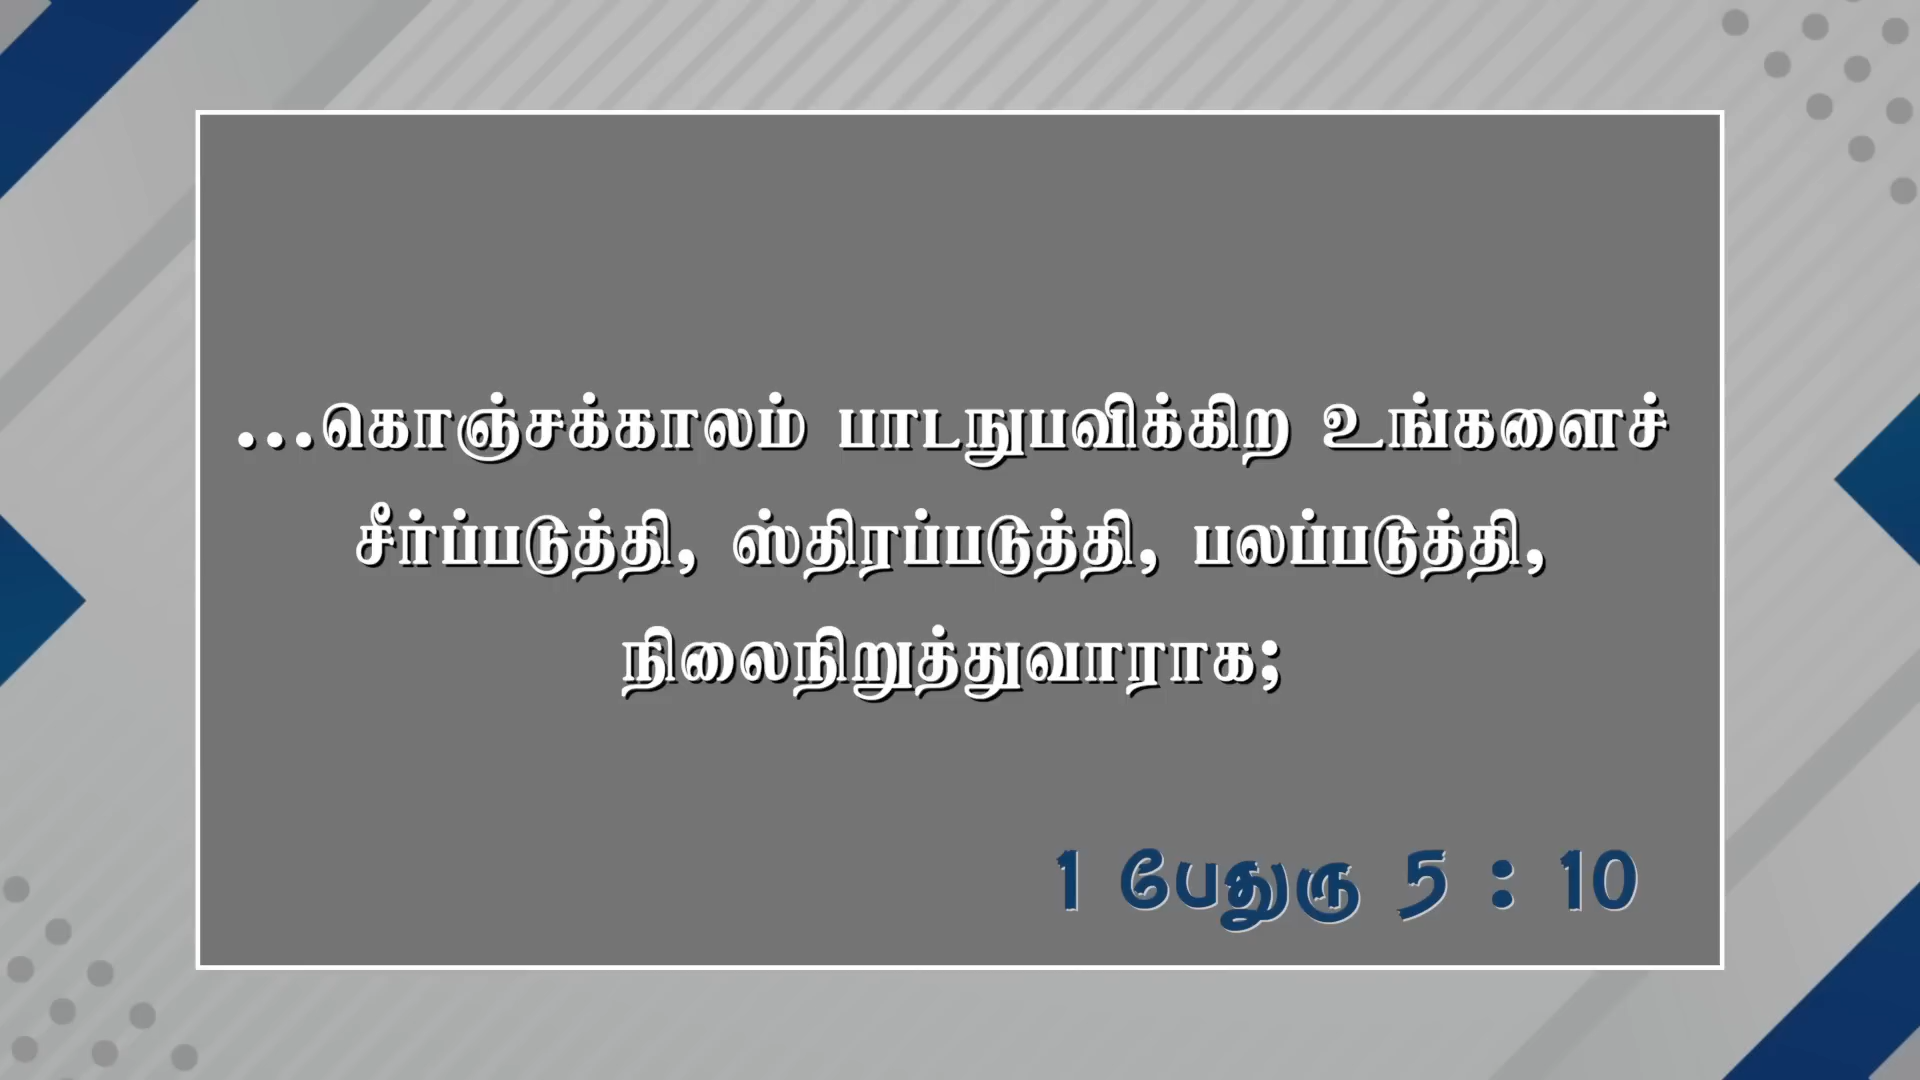 ...கொஞ்சக்காலம் பாடநுபவிக்கிற உங்களைச்
சீர்ப்படுத்தி, ஸ்திரப்படுத்தி, பலப்படுத்தி,
நிலைநிறுத்துவாராக;
1 பேதுரு 5 : 10